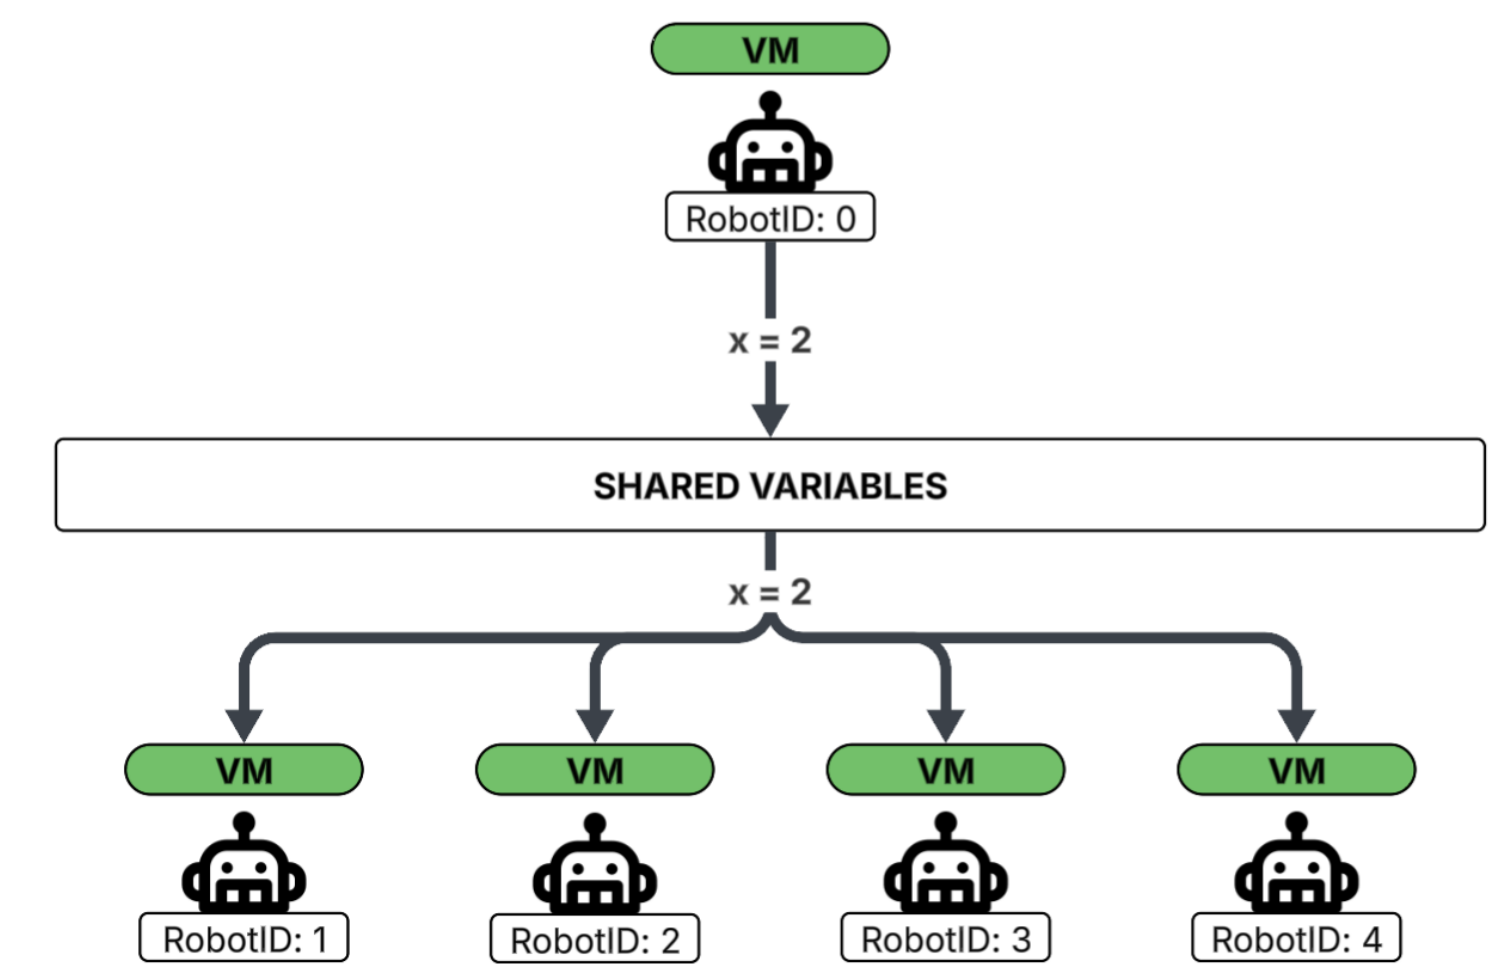 VM
RobotID: 0
x = 2
SHARED VARIABLES
x = 2
VM VM VM VM
RobotID: 1 RobotID: 2 RobotID: 3 RobotID: 4